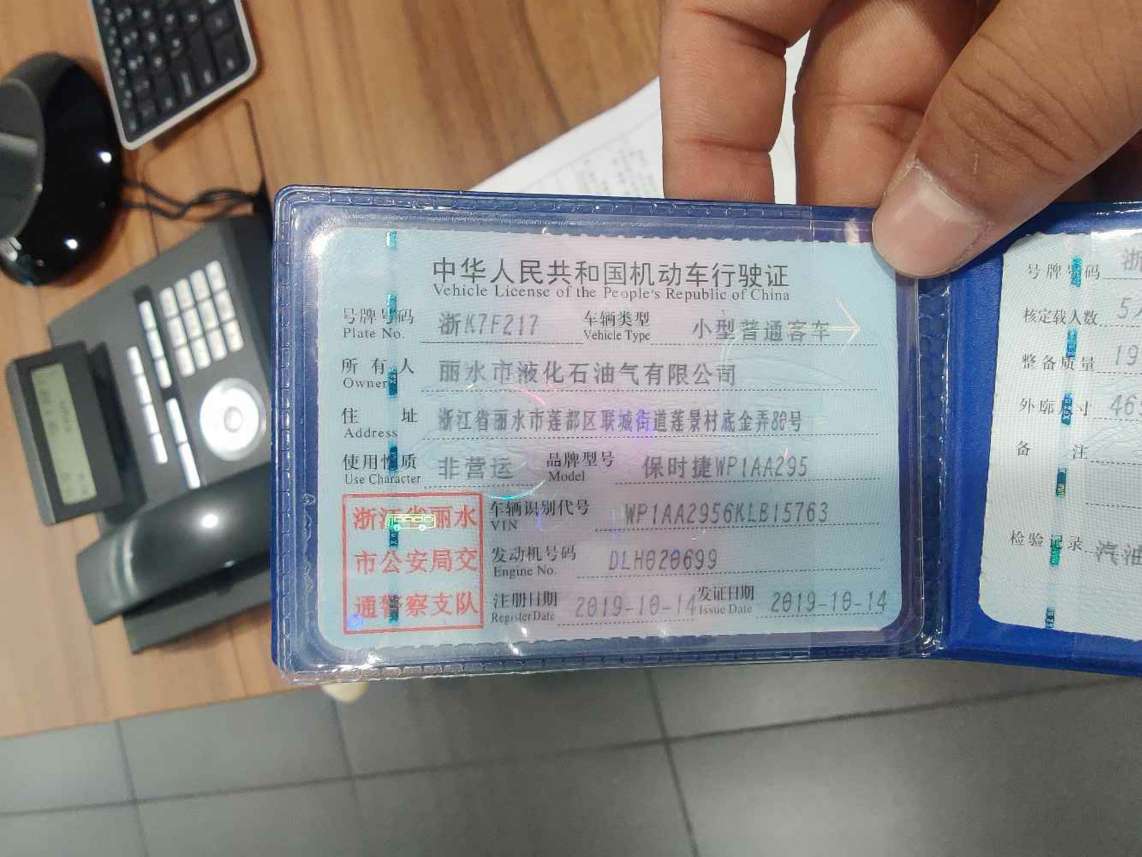 中华人民共和国机动车行驶证
Vehicle License of the People's Republic of China
号牌号码 浙K7F217 车辆类型 小型普通客车
Plate No. Vehicle Type
所有人 丽水市液化石油气有限公司
Owner
住址 浙江省丽水市莲都区联城街道莲景村底金弄80号
Address
使用性质 非营运 品牌型号 保时捷WP1AA295
Use Character Model
浙江省丽水
市公安局交
通警察支队
车辆识别代号 WP1AA2956KLB15763
VIN
发动机号码 DLH020699
Engine No.
注册日期 2019-10-14 发证日期 2019-10-14
Register Date Issue Date
号牌号码 浙
核定载人数 5
整备质量 19
外廓尺寸 46
备注
检验记录 汽油